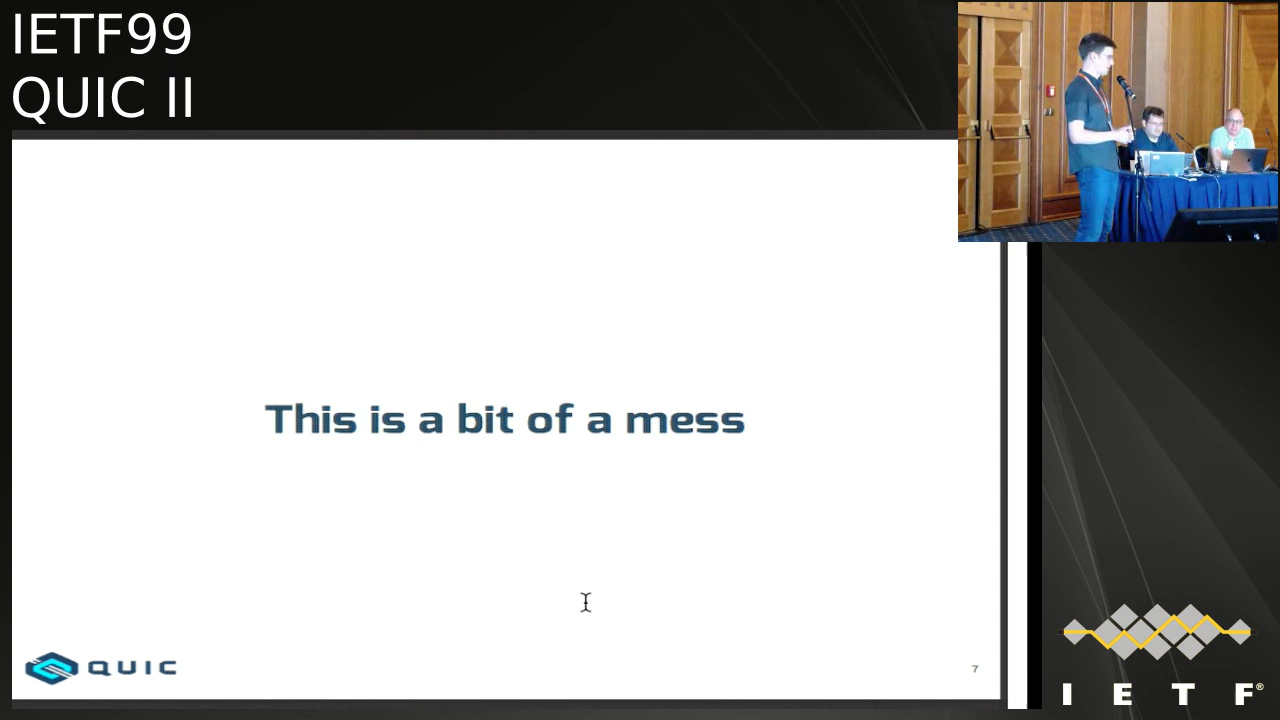 IETF99
QUIC II
This is a bit of a mess
QUIC
7
I E T F®